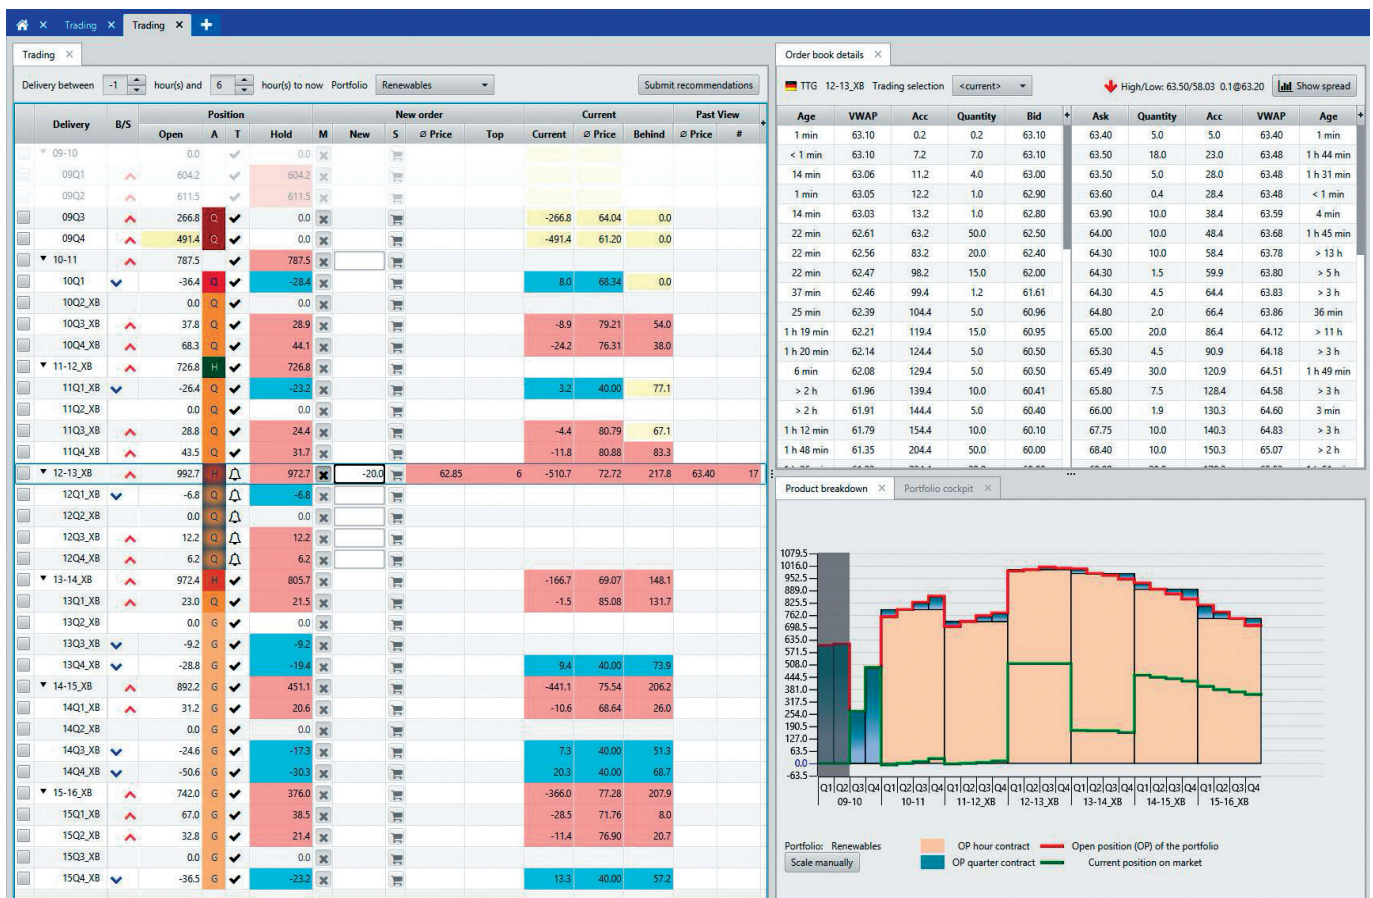 Trading Trading
Trading
Delivery between -1 hour(s) and 6 hour(s) to now Portfolio Renewables Submit recommendations
Delivery B/S Position New order Current Past View
Open A T Hold M New S ⌀ Price Top Current ⌀ Price Behind ⌀ Price #
09-10 0.0 0.0
09Q1 604.2 604.2
09Q2 611.5 611.5
09Q3 266.8 Q 0.0 -266.8 64.04 0.0
09Q4 491.4 Q 0.0 -491.4 61.20 0.0
10-11 787.5 787.5
10Q1 -36.4 Q -28.4 8.0 68.34 0.0
10Q2_XB 0.0 Q 0.0
10Q3_XB 37.8 Q 28.9 -8.9 79.21 54.0
10Q4_XB 68.3 Q 44.1 -24.2 76.31 38.0
11-12_XB 726.8 H 726.8
11Q1_XB -26.4 Q -23.2 3.2 40.00 77.1
11Q2_XB 0.0 Q 0.0
11Q3_XB 28.8 Q 24.4 -4.4 80.79 67.1
11Q4_XB 43.5 Q 31.7 -11.8 80.88 83.3
12-13_XB 992.7 H 972.7 -20.0 62.85 6 -510.7 72.72 217.8 63.40 17
12Q1_XB -6.8 Q -6.8
12Q2_XB 0.0 Q 0.0
12Q3_XB 12.2 Q 12.2
12Q4_XB 6.2 Q 6.2
13-14_XB 972.4 H 805.7 -166.7 69.07 148.1
13Q1_XB 23.0 Q 21.5 -1.5 85.08 131.7
13Q2_XB 0.0 G 0.0
13Q3_XB -9.2 G -9.2
13Q4_XB -28.8 G -19.4 9.4 40.00 73.9
14-15_XB 892.2 G 451.1 -441.1 75.54 206.2
14Q1_XB 31.2 G 20.6 -10.6 68.64 26.0
14Q2_XB 0.0 G 0.0
14Q3_XB -24.6 G -17.3 7.3 40.00 51.3
14Q4_XB -50.6 G -30.3 20.3 40.00 68.7
15-16_XB 742.0 G 376.0 -366.0 77.28 207.9
15Q1_XB 67.0 G 38.5 -28.5 71.76 8.0
15Q2_XB 32.8 G 21.4 -11.4 76.90 20.7
15Q3_XB 0.0 G 0.0
15Q4_XB -36.5 G -23.2 13.3 40.00 57.2
Order book details
TTG 12-13_XB Trading selection <current> High/Low: 63.50/58.03 0.1@63.20 Show spread
Age VWAP Acc Quantity Bid Ask Quantity Acc VWAP Age
1 min 63.10 0.2 0.2 63.10 63.40 5.0 5.0 63.40 1 min
< 1 min 63.10 7.2 7.0 63.10 63.50 18.0 23.0 63.48 1 h 44 min
14 min 63.06 11.2 4.0 63.00 63.50 5.0 28.0 63.48 1 h 31 min
1 min 63.05 12.2 1.0 62.90 63.60 0.4 28.4 63.48 < 1 min
14 min 63.03 13.2 1.0 62.80 63.90 10.0 38.4 63.59 4 min
22 min 62.61 63.2 50.0 62.50 64.00 10.0 48.4 63.68 1 h 45 min
22 min 62.56 83.2 20.0 62.40 64.30 10.0 58.4 63.78 > 13 h
22 min 62.47 98.2 15.0 62.00 64.30 1.5 59.9 63.80 > 5 h
37 min 62.46 99.4 1.2 61.61 64.30 4.5 64.4 63.83 > 3 h
25 min 62.39 104.4 5.0 60.96 64.80 2.0 66.4 63.86 36 min
1 h 19 min 62.21 119.4 15.0 60.95 65.00 20.0 86.4 64.12 > 11 h
1 h 20 min 62.14 124.4 5.0 60.50 65.30 4.5 90.9 64.18 > 3 h
6 min 62.08 129.4 5.0 60.50 65.49 30.0 120.9 64.51 1 h 49 min
> 2 h 61.96 139.4 10.0 60.41 65.80 7.5 128.4 64.58 > 3 h
> 2 h 61.91 144.4 5.0 60.40 66.00 1.9 130.3 64.60 3 min
1 h 12 min 61.79 154.4 10.0 60.10 67.75 10.0 140.3 64.83 > 3 h
1 h 48 min 61.35 204.4 50.0 60.00 68.40 10.0 150.3 65.07 > 2 h
Product breakdown Portfolio cockpit
1079.5
1016.0
952.5
889.0
825.5
762.0
698.5
635.0
571.5
508.0
444.5
381.0
317.5
254.0
190.5
127.0
63.5
0.0
-63.5
Q1 Q2 Q3 Q4 Q1 Q2 Q3 Q4 Q1 Q2 Q3 Q4 Q1 Q2 Q3 Q4 Q1 Q2 Q3 Q4 Q1 Q2 Q3 Q4 Q1 Q2 Q3 Q4
09-10 10-11 11-12_XB 12-13_XB 13-14_XB 14-15_XB 15-16_XB
Portfolio: Renewables OP hour contract Open position (OP) of the portfolio
Scale manually OP quarter contract Current position on market